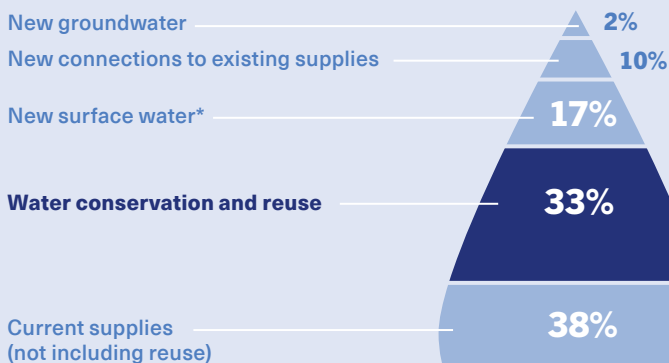 New groundwater 2%
New connections to existing supplies 10%
New surface water* 17%
Water conservation and reuse 33%
Current supplies 38%
(not including reuse)